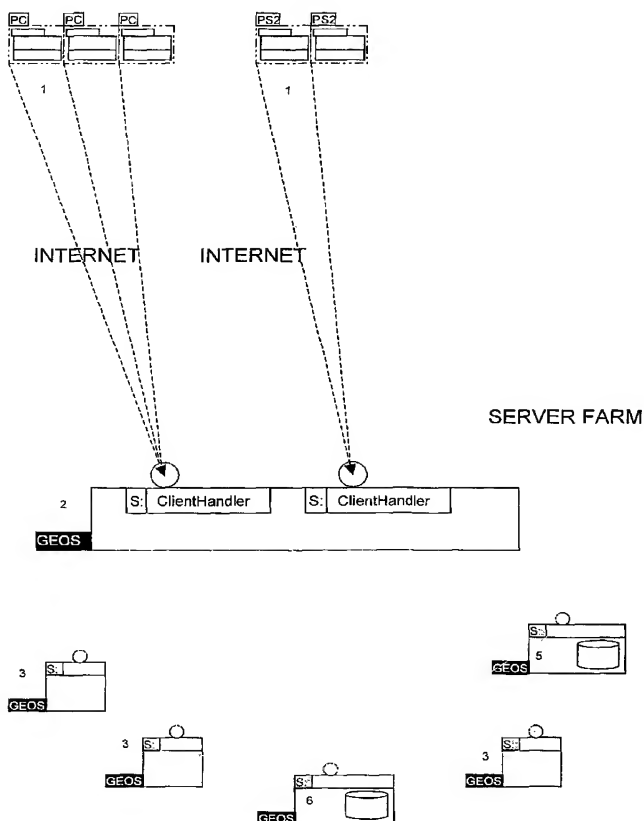 PC PC PC PS2 PS2
1 1
INTERNET INTERNET
SERVER FARM
2 S: ClientHandler S: ClientHandler
GEOS
S:
5
GEOS
3 S:
GEOS
3 S:
GEOS
3 S:
GEOS
S:
6
GEOS